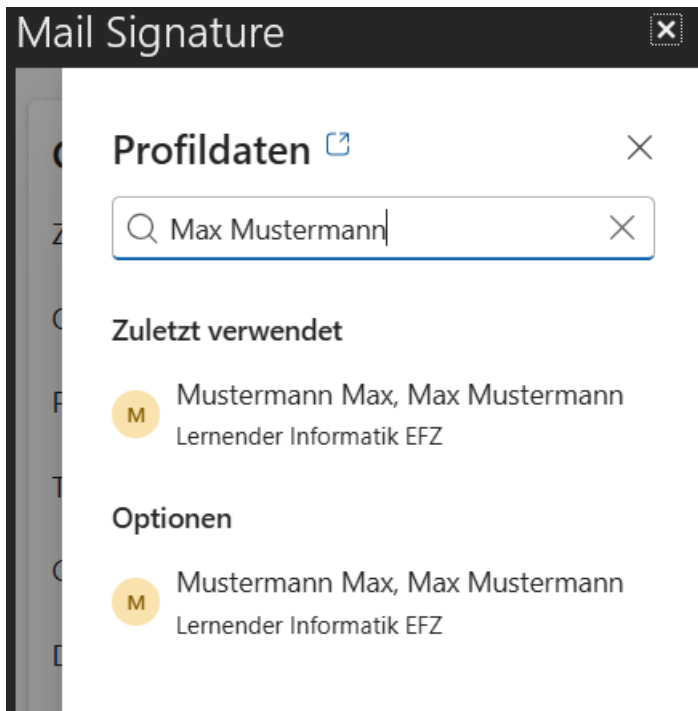 Mail Signature
Profildaten
Max Mustermann
Zuletzt verwendet
M
Mustermann Max, Max Mustermann
Lernender Informatik EFZ
Optionen
M
Mustermann Max, Max Mustermann
Lernender Informatik EFZ